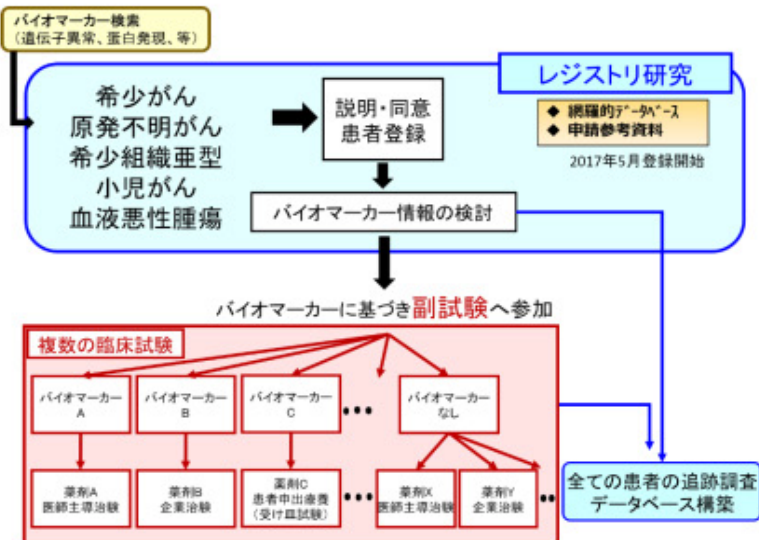 バイオマーカー検索
（遺伝子異常、蛋白発現、等）
レジストリ研究
希少がん
原発不明がん
希少組織亜型
小児がん
血液悪性腫瘍
説明・同意
患者登録
◆ 網羅的ﾃﾞｰﾀﾍﾞｰｽ
◆ 申請参考資料
2017年5月登録開始
バイオマーカー情報の検討
バイオマーカーに基づき副試験へ参加
複数の臨床試験
バイオマーカー
A
バイオマーカー
B
バイオマーカー
C
•••
バイオマーカー
なし
薬剤A
医師主導治験
薬剤B
企業治験
薬剤C
患者申出療養
（受け皿試験）
•••
薬剤X
医師主導治験
薬剤Y
企業治験
••
全ての患者の追跡調査
データベース構築